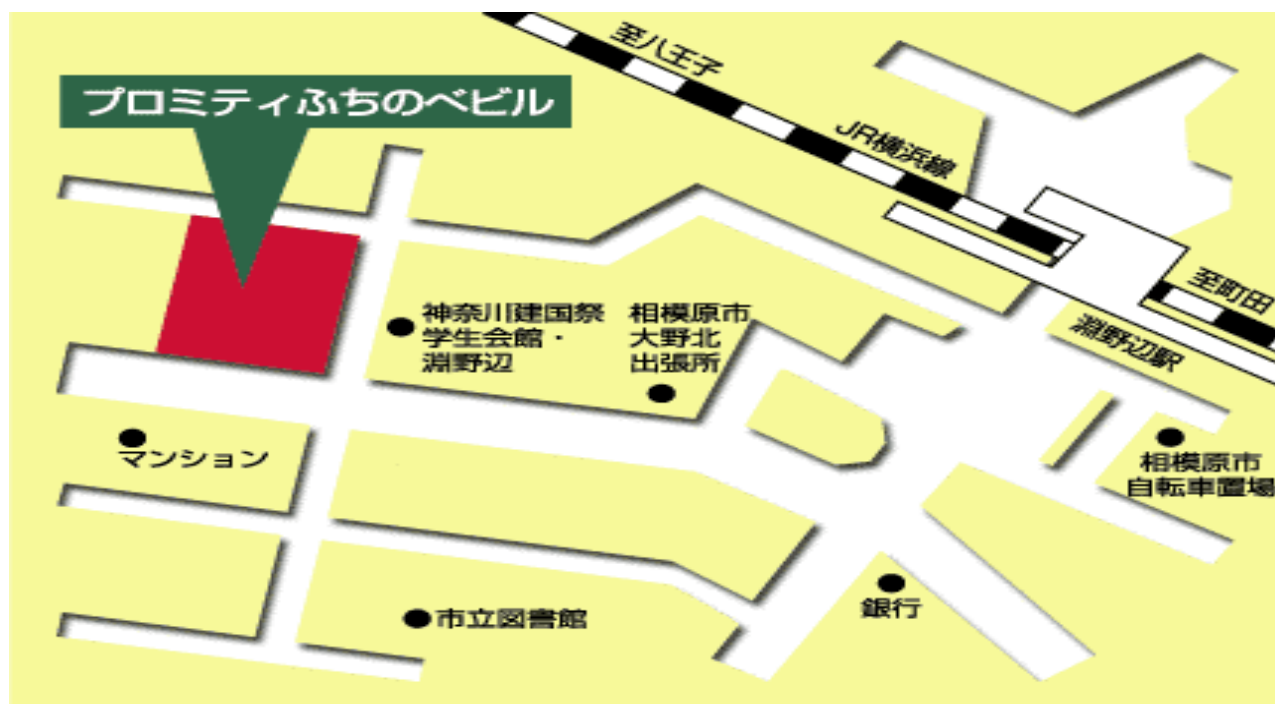 至八王子
プロミティふちのべビル
JR横浜線
至町田
神奈川建国祭
学生会館・
淵野辺
相模原市
大野北
出張所
淵野辺駅
マンション
相模原市
自転車置場
銀行
市立図書館